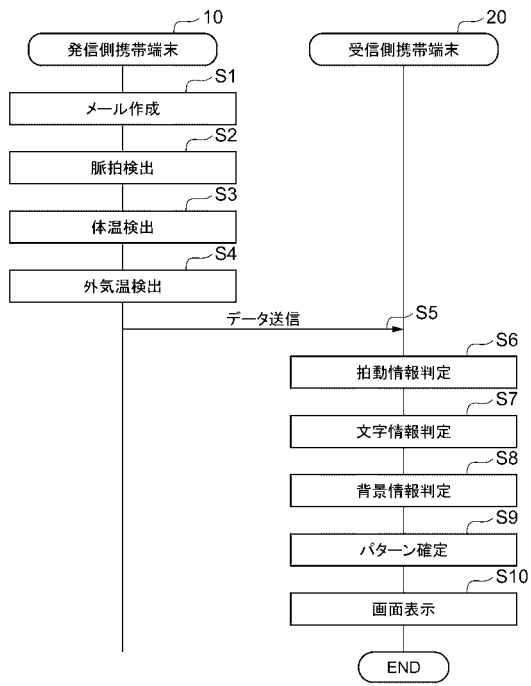 10
発信側携帯端末
20
受信側携帯端末
S1
メール作成
S2
脈拍検出
S3
体温検出
S4
外気温検出
データ送信
S5
S6
拍動情報判定
S7
文字情報判定
S8
背景情報判定
S9
パターン確定
S10
画面表示
END